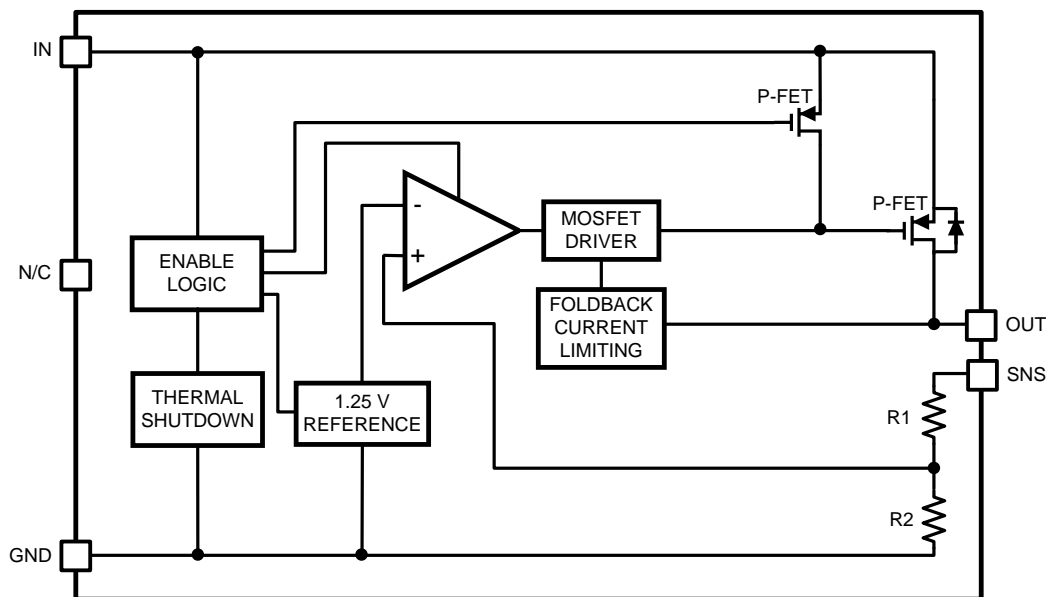 IN
P-FET
P-FET
-
+
MOSFET
DRIVER
N/C
ENABLE
LOGIC
FOLDBACK
CURRENT
LIMITING
OUT
SNS
THERMAL
SHUTDOWN
1.25 V
REFERENCE
R1
R2
GND